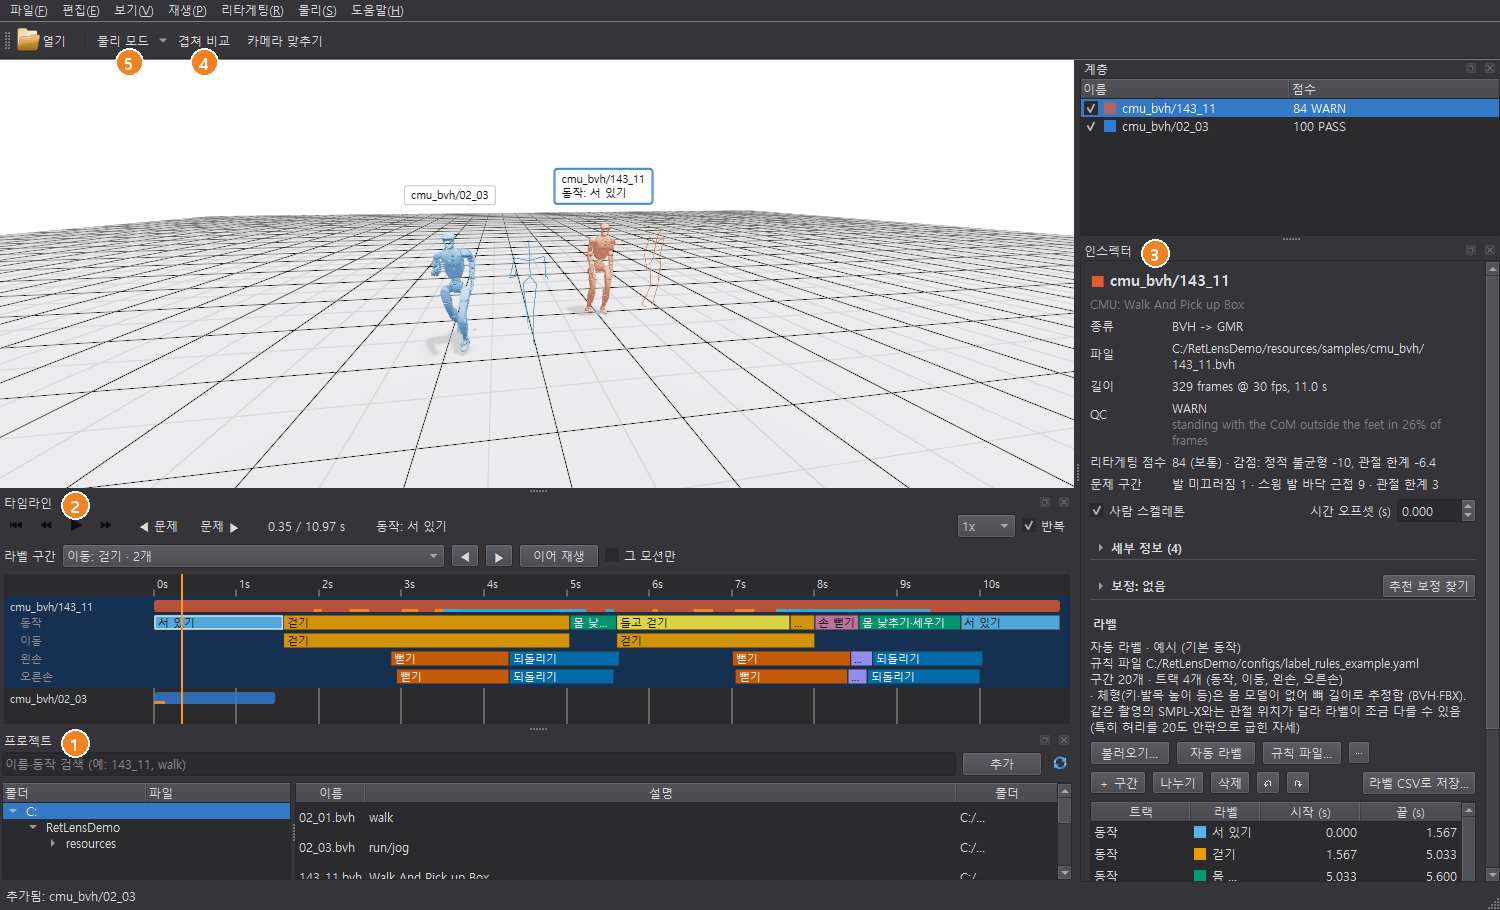 파일(F) 편집(E) 보기(V) 재생(P) 리타게팅(R) 물리(S) 도움말(H)
열기 물리 모드 겹쳐 비교 카메라 맞추기
5 4
cmu_bvh/02_03
cmu_bvh/143_11
동작: 서 있기
계층
이름 점수
cmu_bvh/143_11 84 WARN
cmu_bvh/02_03 100 PASS
인스펙터 3
cmu_bvh/143_11
CMU: Walk And Pick up Box
종류 BVH -> GMR
파일 C:/RetLensDemo/resources/samples/cmu_bvh/
143_11.bvh
길이 329 frames @ 30 fps, 11.0 s
QC WARN
standing with the CoM outside the feet in 26% of
frames
리타게팅 점수 84 (보통) · 감점: 정적 불균형 -10, 관절 한계 -6.4
문제 구간 발 미끄러짐 1 · 스윙 발 바닥 근접 9 · 관절 한계 3
사람 스켈레톤 시간 오프셋 (s) 0.000
세부 정보 (4)
보정: 없음 추천 보정 찾기
라벨
자동 라벨 · 예시 (기본 동작)
규칙 파일 C:/RetLensDemo/configs/label_rules_example.yaml
구간 20개 · 트랙 4개 (동작, 이동, 왼손, 오른손)
· 체형(키·발목 높이 등)은 몸 모델이 없어 뼈 길이로 추정함 (BVH·FBX).
같은 촬영의 SMPL-X와는 관절 위치가 달라 라벨이 조금 다를 수 있음
(특히 허리를 20도 안팎으로 굽힌 자세)
불러오기... 자동 라벨 규칙 파일... ...
+ 구간 나누기 삭제 라벨 CSV로 저장...
트랙 라벨 시작 (s) 끝 (s)
동작 서 있기 0.000 1.567
동작 걷기 1.567 5.033
동작 몸 ... 5.033 5.600
타임라인 2
◀ 문제 문제 ▶ 0.35 / 10.97 s 동작: 서 있기 1x 반복
라벨 구간 이동: 걷기 · 2개 ◀ ▶ 이어 재생 그 모션만
0s 1s 2s 3s 4s 5s 6s 7s 8s 9s 10s
cmu_bvh/143_11
동작 서 있기 걷기 몸 낮... 들고 걷기 ... 손 뻗기 몸 낮추기·세우기 서 있기
이동 걷기 걷기
왼손 뻗기 되돌리기 뻗기 ... 되돌리기
오른손 뻗기 되돌리기 뻗기 ... 되돌리기
cmu_bvh/02_03
프로젝트 1
이름·동작 검색 (예: 143_11, walk) 추가
폴더 파일
C:
RetLensDemo
resources
이름 설명 폴더
02_01.bvh walk C:/...
02_03.bvh run/jog C:/...
143_11.bvh Walk And Pick up Box C:/
추가됨: cmu_bvh/02_03